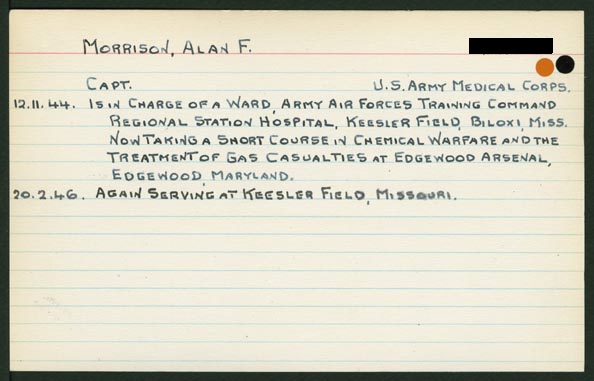 Morrison, Alan F.
Capt. U.S. Army Medical Corps.
12.11.44. Is in Charge of a Ward, Army Air Forces Training Command
Regional Station Hospital, Keesler Field, Biloxi, Miss.
Now Taking a Short Course in Chemical Warfare and the
Treatment of Gas Casualties at Edgewood Arsenal,
Edgewood, Maryland.
20.2.46. Again Serving at Keesler Field, Missouri.